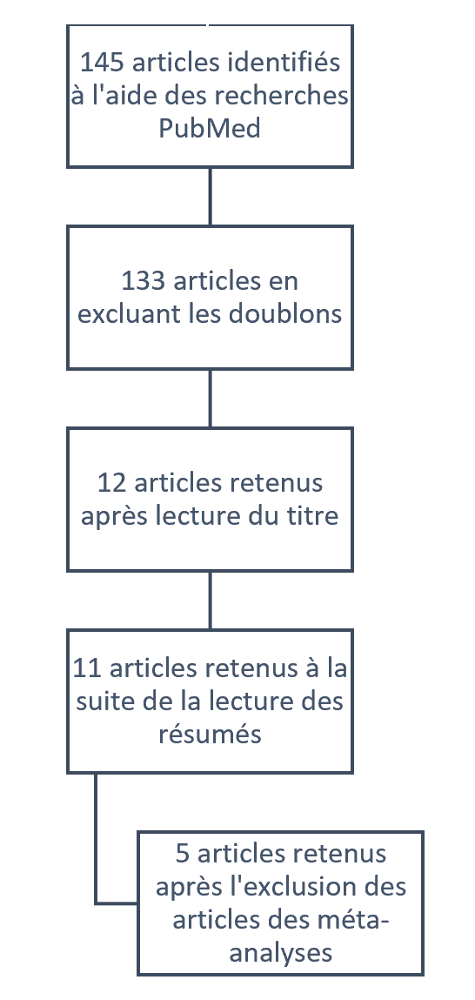 145 articles identifiés
à l'aide des recherches
PubMed
133 articles en
excluant les doublons
12 articles retenus
après lecture du titre
11 articles retenus à la
suite de la lecture des
résumés
5 articles retenus
après l'exclusion des
articles des méta-
analyses